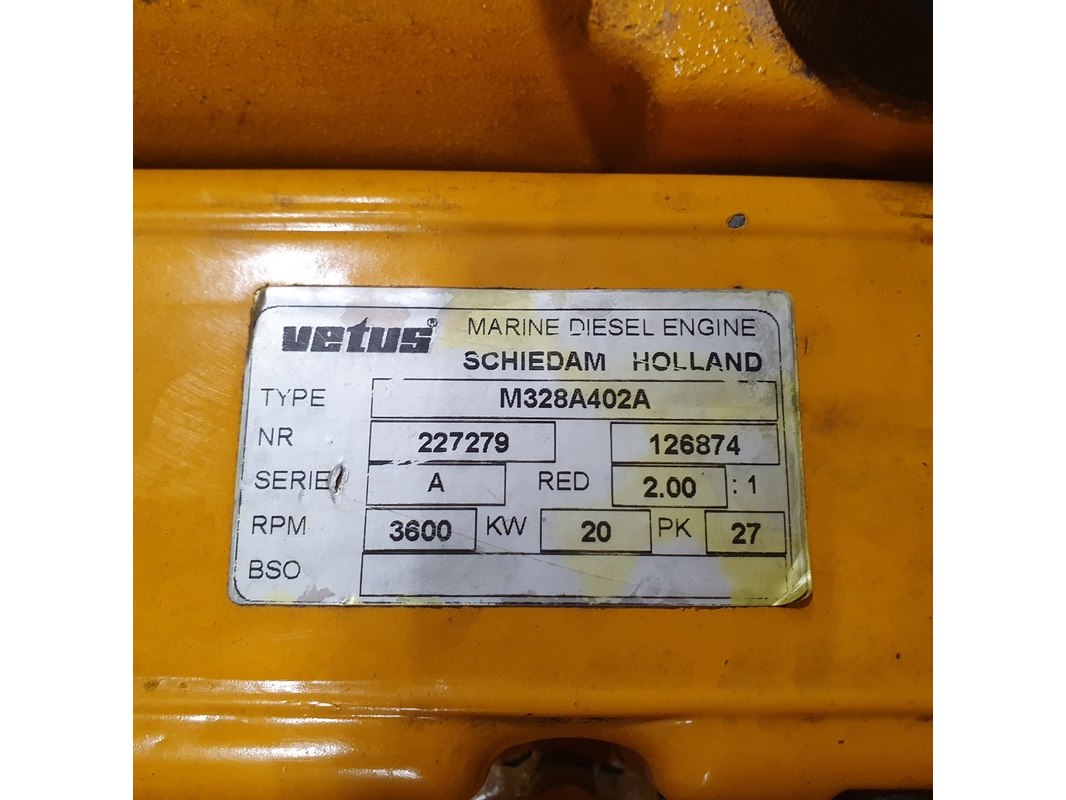 vetus® MARINE DIESEL ENGINE
SCHIEDAM HOLLAND
TYPE M328A402A
NR 227279 126874
SERIE A RED 2.00 : 1
RPM 3600 KW 20 PK 27
BSO